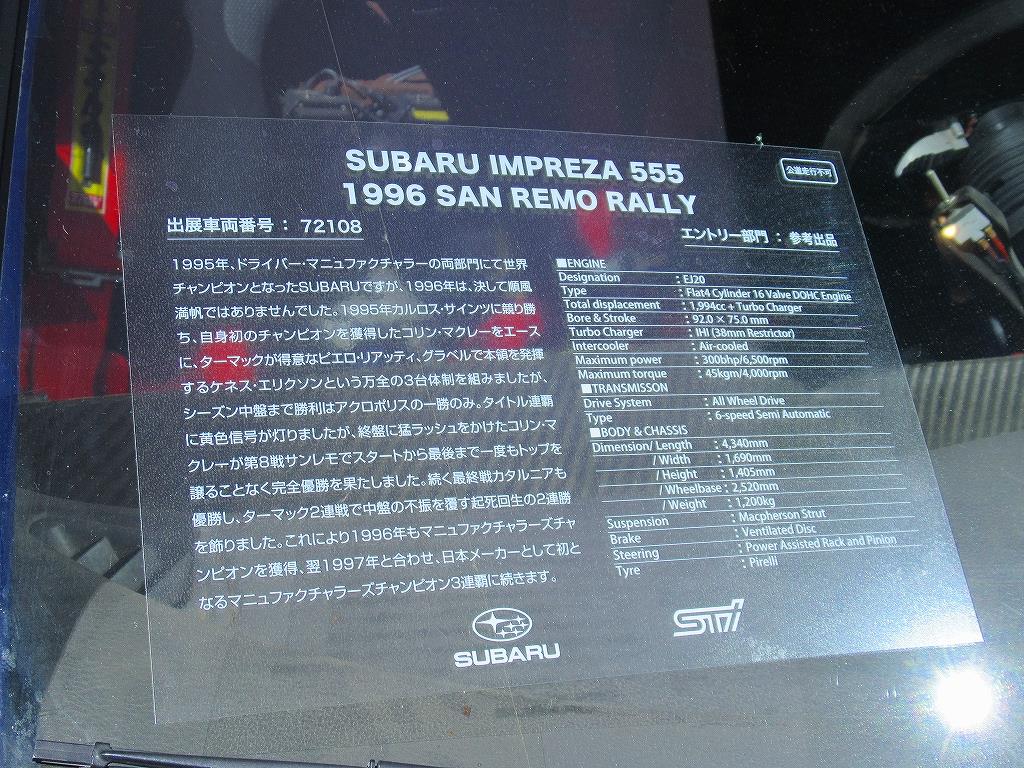 SUBARU IMPREZA 555
1996 SAN REMO RALLY
公道走行不可
出展車両番号 : 72108
エントリー部門 : 参考出品
1995年、ドライバー・マニュファクチャラーの両部門にて世界
チャンピオンとなったSUBARUですが、1996年は、決して順風
満帆ではありませんでした。1995年カルロス・サインツに競り勝
ち、自身初のチャンピオンを獲得したコリン・マクレーをエース
に、ターマックが得意なピエロ・リアッティ、グラベルで本領を発揮
するケネス・エリクソンという万全の3台体制を組みましたが、
シーズン中盤まで勝利はアクロポリスの一勝のみ。タイトル連覇
に黄色信号が灯りましたが、終盤に猛ラッシュをかけたコリン・マ
クレーが第8戦サンレモでスタートから最後まで一度もトップを
譲ることなく完全優勝を果たしました。続く最終戦カタルニアも
優勝し、ターマック2連戦で中盤の不振を覆す起死回生の2連勝
を飾りました。これにより1996年もマニュファクチャラーズチャ
ンピオンを獲得、翌1997年と合わせ、日本メーカーとして初と
なるマニュファクチャラーズチャンピオン3連覇に続きます。
■ENGINE
Designation : EJ20
Type : Flat4 Cylinder 16 Valve DOHC Engine
Total displacement : 1,994cc + Turbo Charger
Bore & Stroke : 92.0 × 75.0 mm
Turbo Charger : IHI (38mm Restrictor)
Intercooler : Air-cooled
Maximum power : 300bhp/6,500rpm
Maximum torque : 45kgm/4,000rpm
■TRANSMISSON
Drive System : All Wheel Drive
Type : 6-speed Semi Automatic
■BODY & CHASSIS
Dimension/ Length : 4,340mm
/ Width : 1,690mm
/ Height : 1,405mm
/ Wheelbase : 2,520mm
/ Weight : 1,200kg
Suspension : Macpherson Strut
Brake : Ventilated Disc
Steering : Power Assisted Rack and Pinion
Tyre : Pirelli
SUBARU
STI